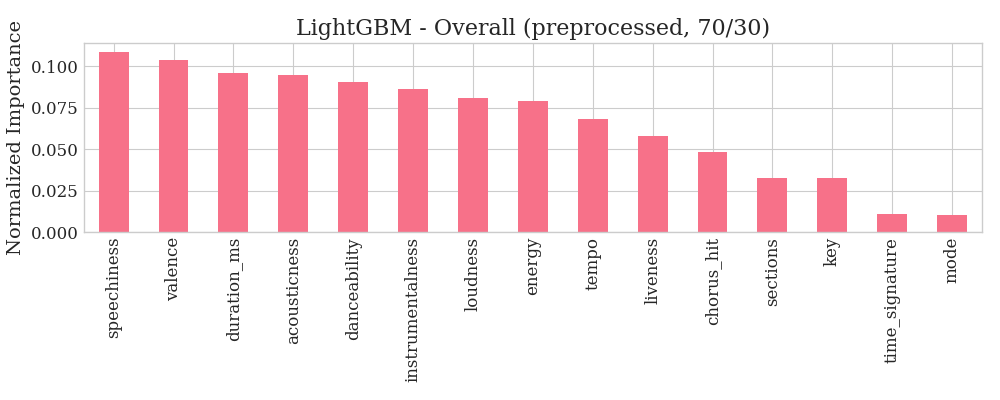 LightGBM - Overall (preprocessed, 70/30)
Normalized Importance
0.100
0.075
0.050
0.025
0.000
speechiness
valence
duration_ms
acousticness
danceability
instrumentalness
loudness
energy
tempo
liveness
chorus_hit
sections
key
time_signature
mode